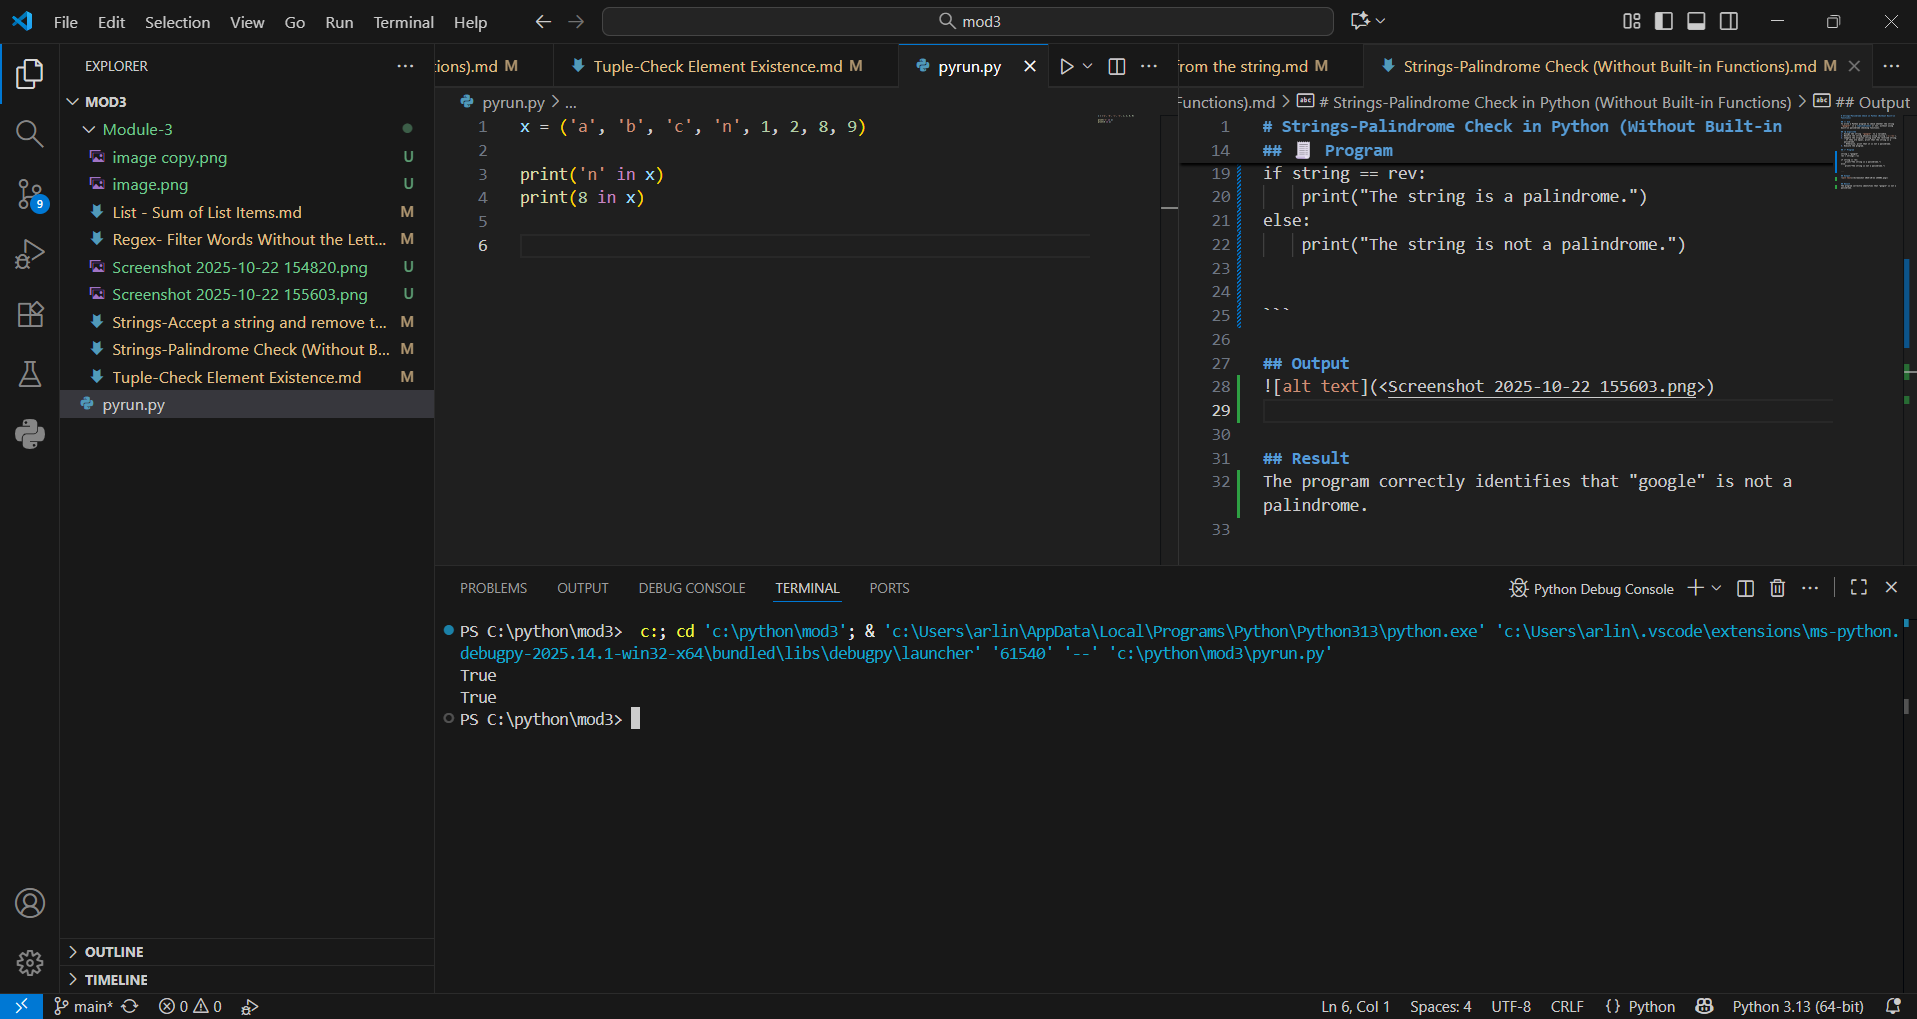 File Edit Selection View Go Run Terminal Help
mod3
EXPLORER
MOD3
Module-3
image copy.png U
image.png U
List - Sum of List Items.md M
Regex- Filter Words Without the Lett... M
Screenshot 2025-10-22 154820.png U
Screenshot 2025-10-22 155603.png U
Strings-Accept a string and remove t... M
Strings-Palindrome Check (Without B... M
Tuple-Check Element Existence.md M
pyrun.py
OUTLINE
TIMELINE
9
ions).md M
Tuple-Check Element Existence.md M
pyrun.py
pyrun.py > ...
1 x = ('a', 'b', 'c', 'n', 1, 2, 8, 9)
2
3 print('n' in x)
4 print(8 in x)
5
6
from the string.md M
Strings-Palindrome Check (Without Built-in Functions).md M
Functions).md > # Strings-Palindrome Check in Python (Without Built-in Functions) > ## Output
1 # Strings-Palindrome Check in Python (Without Built-in
14 ## Program
19 if string == rev:
20 print("The string is a palindrome.")
21 else:
22 print("The string is not a palindrome.")
23
24
25 ```
26
27 ## Output
28 ![alt text](<Screenshot 2025-10-22 155603.png>)
29
30
31 ## Result
32 The program correctly identifies that "google" is not a
palindrome.
33
PROBLEMS OUTPUT DEBUG CONSOLE TERMINAL PORTS
Python Debug Console
PS C:\python\mod3> c:; cd 'c:\python\mod3'; & 'c:\Users\arlin\AppData\Local\Programs\Python\Python313\python.exe' 'c:\Users\arlin\.vscode\extensions\ms-python.
debugpy-2025.14.1-win32-x64\bundled\libs\debugpy\launcher' '61540' '--' 'c:\python\mod3\pyrun.py'
True
True
PS C:\python\mod3>
main* 0 0
Ln 6, Col 1 Spaces: 4 UTF-8 CRLF {} Python Python 3.13 (64-bit)